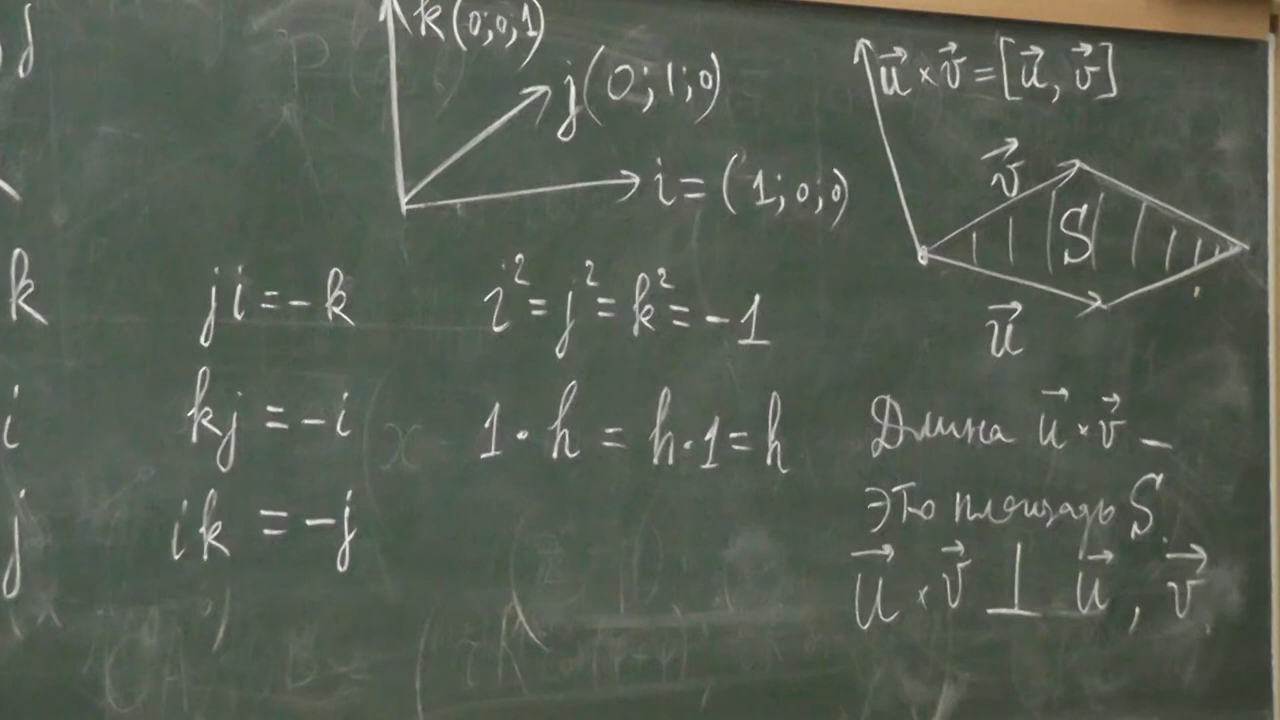 k(0;0;1)
j(0;1;0)
i=(1;0;0)
k
ji=-k
i²=j²=k²=-1
i
kj=-i
1·h=h·1=h
j
ik=-j
u⃗×v⃗=[u⃗,v⃗]
v⃗
S
u⃗
Длина u⃗×v⃗ –
это площадь S.
u⃗×v⃗ ⊥ u⃗, v⃗.